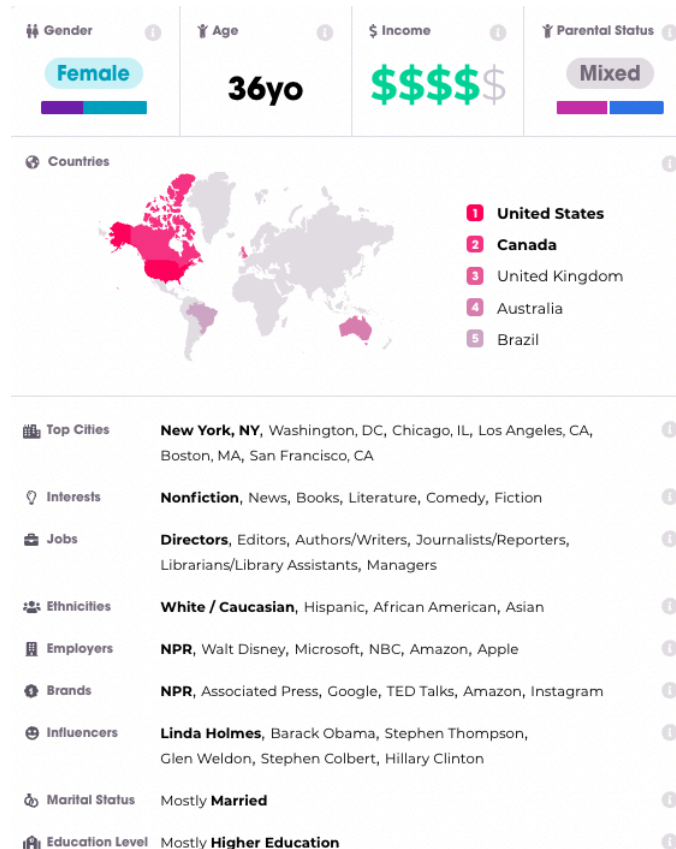 Gender
Age
$ Income
Parental Status
Female
36yo
$$$$$
Mixed
Countries
1 United States
2 Canada
3 United Kingdom
4 Australia
5 Brazil
Top Cities
New York, NY, Washington, DC, Chicago, IL, Los Angeles, CA,
Boston, MA, San Francisco, CA
Interests
Nonfiction, News, Books, Literature, Comedy, Fiction
Jobs
Directors, Editors, Authors/Writers, Journalists/Reporters,
Librarians/Library Assistants, Managers
Ethnicities
White / Caucasian, Hispanic, African American, Asian
Employers
NPR, Walt Disney, Microsoft, NBC, Amazon, Apple
Brands
NPR, Associated Press, Google, TED Talks, Amazon, Instagram
Influencers
Linda Holmes, Barack Obama, Stephen Thompson,
Glen Weldon, Stephen Colbert, Hillary Clinton
Marital Status
Mostly Married
Education Level
Mostly Higher Education